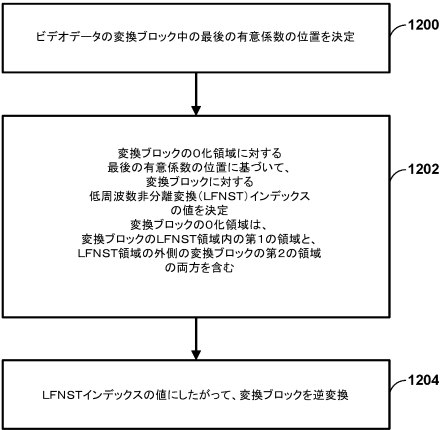 ビデオデータの変換ブロック中の最後の有意係数の位置を決定
1200
変換ブロックの0化領域に対する
最後の有意係数の位置に基づいて、
変換ブロックに対する
低周波数非分離変換(LFNST)インデックス
の値を決定
変換ブロックの0化領域は、
変換ブロックのLFNST領域内の第1の領域と、
LFNST領域の外側の変換ブロックの第2の領域
の両方を含む
1202
LFNSTインデックスの値にしたがって、変換ブロックを逆変換
1204